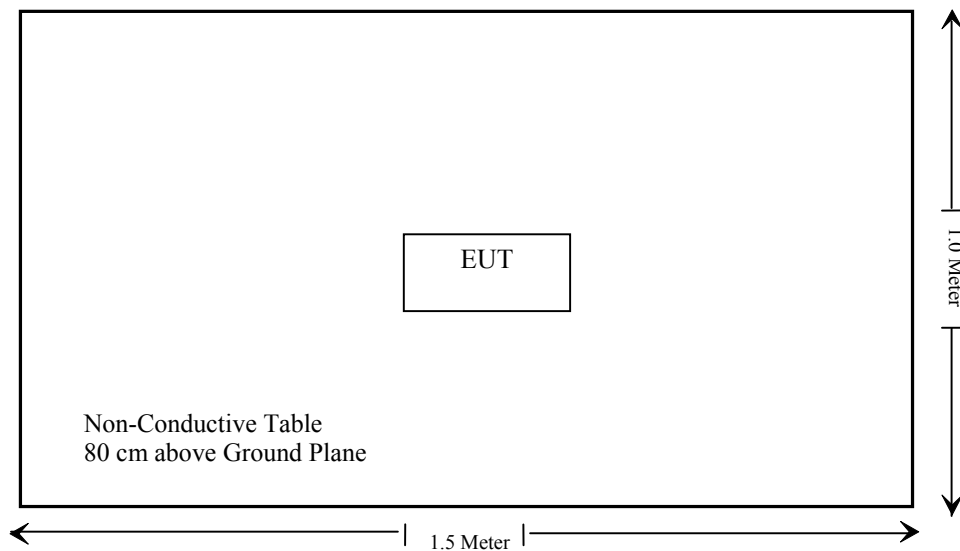 EUT
1.0 Meter
Non-Conductive Table
80 cm above Ground Plane
1.5 Meter